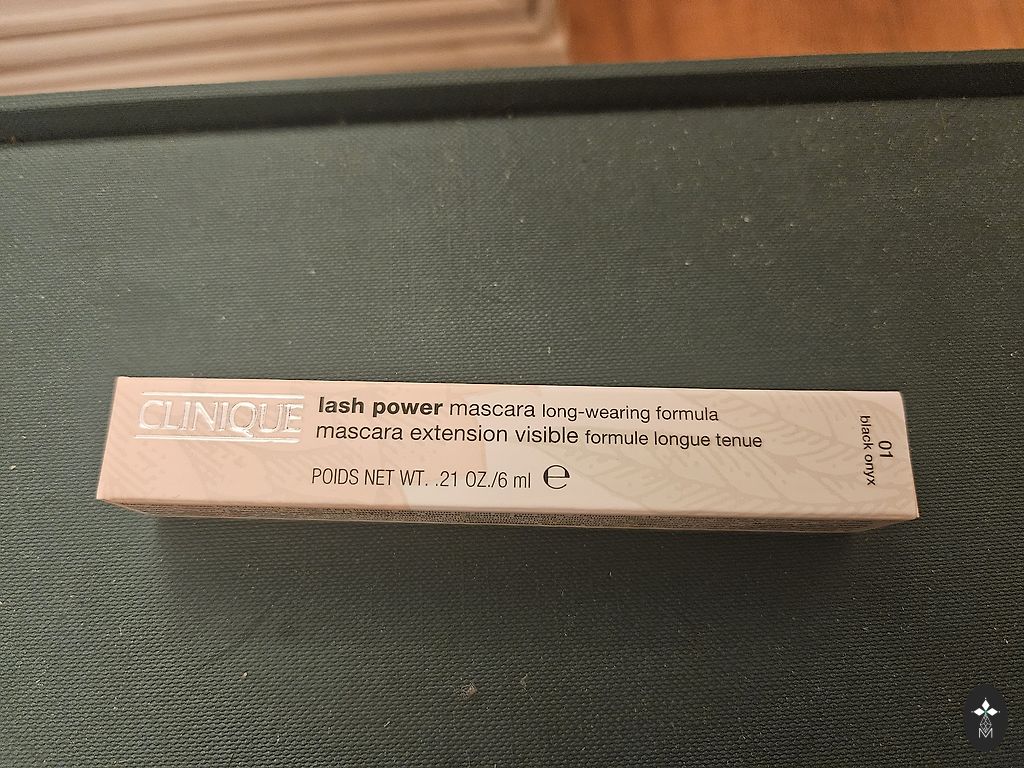 CLINIQUE
lash power mascara long-wearing formula
mascara extension visible formule longue tenue
POIDS NET WT. .21 OZ./6 ml ℮
01
black onyx